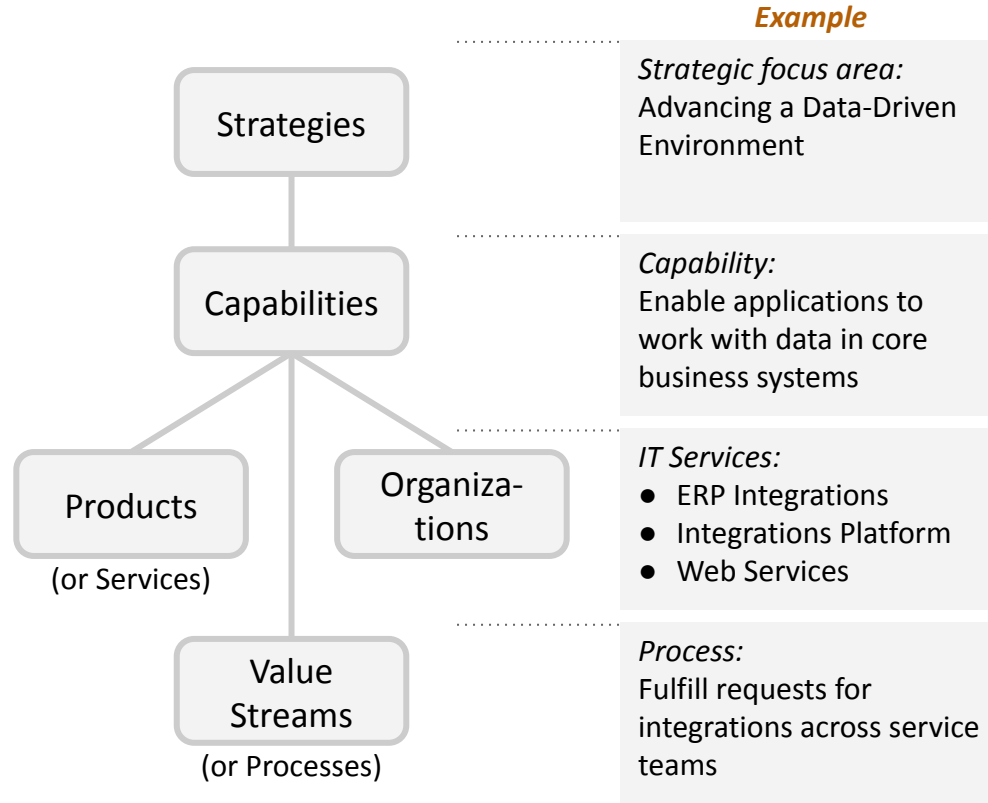 Example
Strategies
Strategic focus area:
Advancing a Data-Driven
Environment
Capabilities
Capability:
Enable applications to
work with data in core
business systems
Products
(or Services)
Organiza-
tions
IT Services:
● ERP Integrations
● Integrations Platform
● Web Services
Value
Streams
(or Processes)
Process:
Fulfill requests for
integrations across service
teams